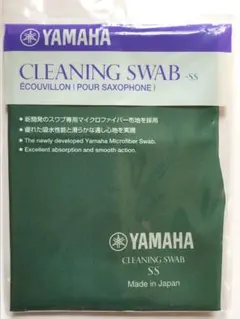 YAMAHA
CLEANING SWAB -SS
ÉCOUVILLON (POUR SAXOPHONE)
★新開発のスワブ専用マイクロファイバー布地を採用
★優れた吸水性能と滑らかな通し心地を実現
★The newly developed Yamaha Microfiber Swab.
★Excellent absorption and smooth action.
YAMAHA
CLEANING SWAB
SS
Made in Japan